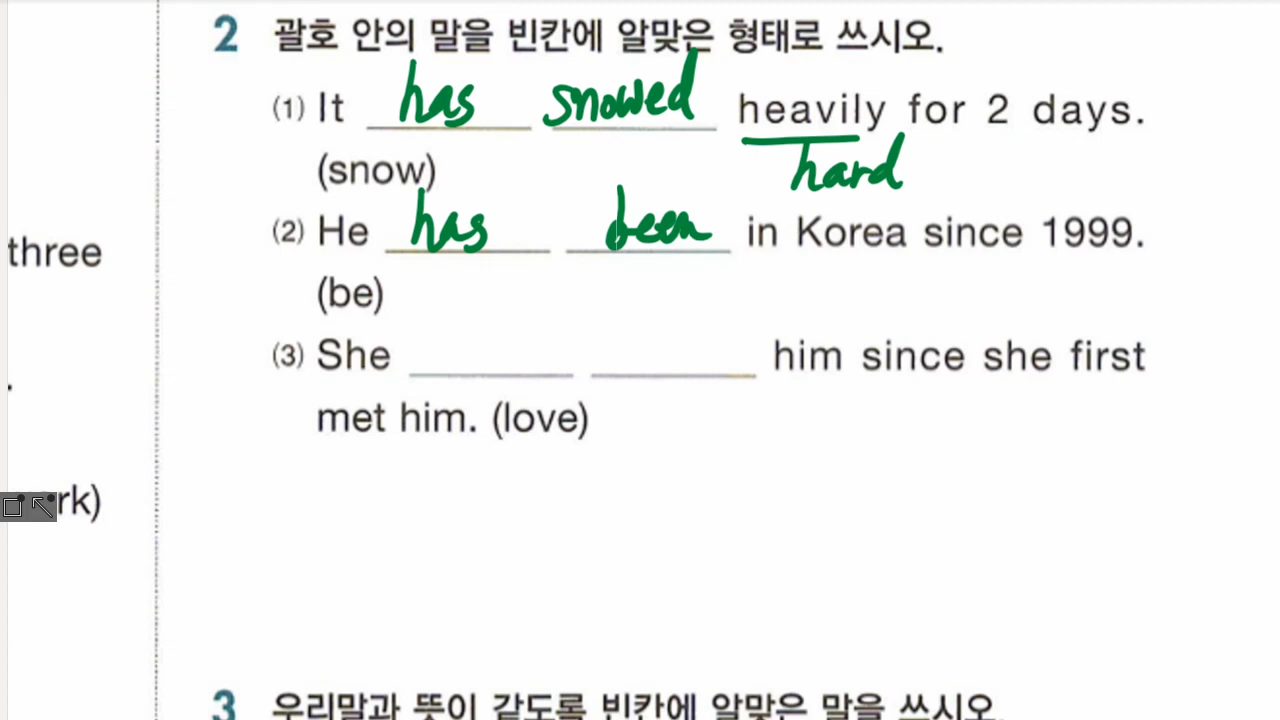 2 괄호 안의 말을 빈칸에 알맞은 형태로 쓰시오.
(1) It has snowed heavily for 2 days.
hard
(snow)
(2) He has been in Korea since 1999.
three
(be)
(3) She him since she first
met him. (love)
rk)
3 우리말과 뜻이 같도록 빈칸에 알맞은 말을 쓰시오.